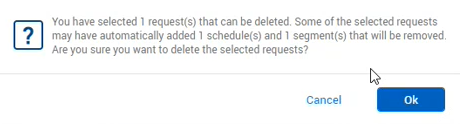 You have selected 1 request(s) that can be deleted. Some of the selected requests
may have automatically added 1 schedule(s) and 1 segment(s) that will be removed.
Are you sure you want to delete the selected requests?
Cancel Ok